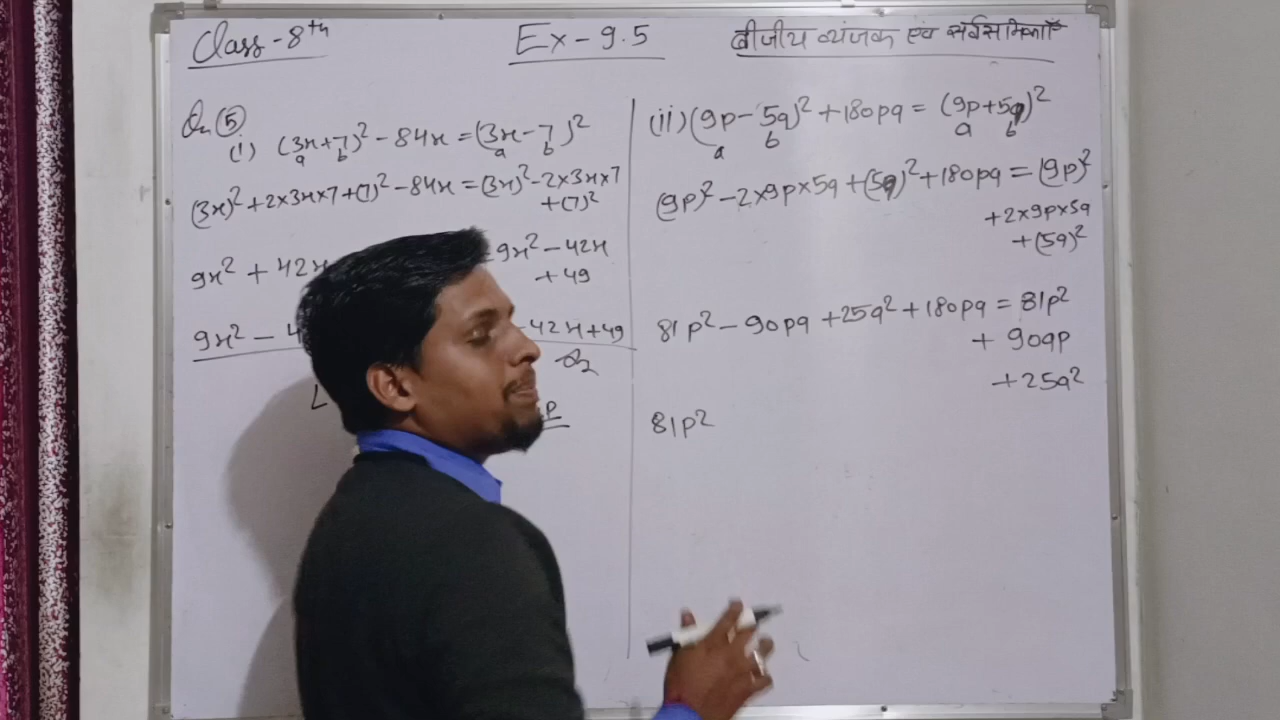 Class-8th
Ex-9.5
बीजीय व्यंजक एवं
Qn (5)
(i) (3x+7)² - 84x = (3x-7)²
a b a b
(3x)² + 2×3x×7 + (7)² - 84x = (3x)² - 2×3x×7
+(7)²
9x² + 42x 9x² - 42x
+ 49
9x² - 4 -42x+49
L P
(ii) (9p - 5q)² + 180pq = (9p+5q)²
a b a b
(9p)² - 2×9p×5q + (5q)² + 180pq = (9p)²
+2×9p×5q
+(5q)²
81p² - 90pq + 25q² + 180pq = 81p²
+ 90qp
+ 25q²
81p²